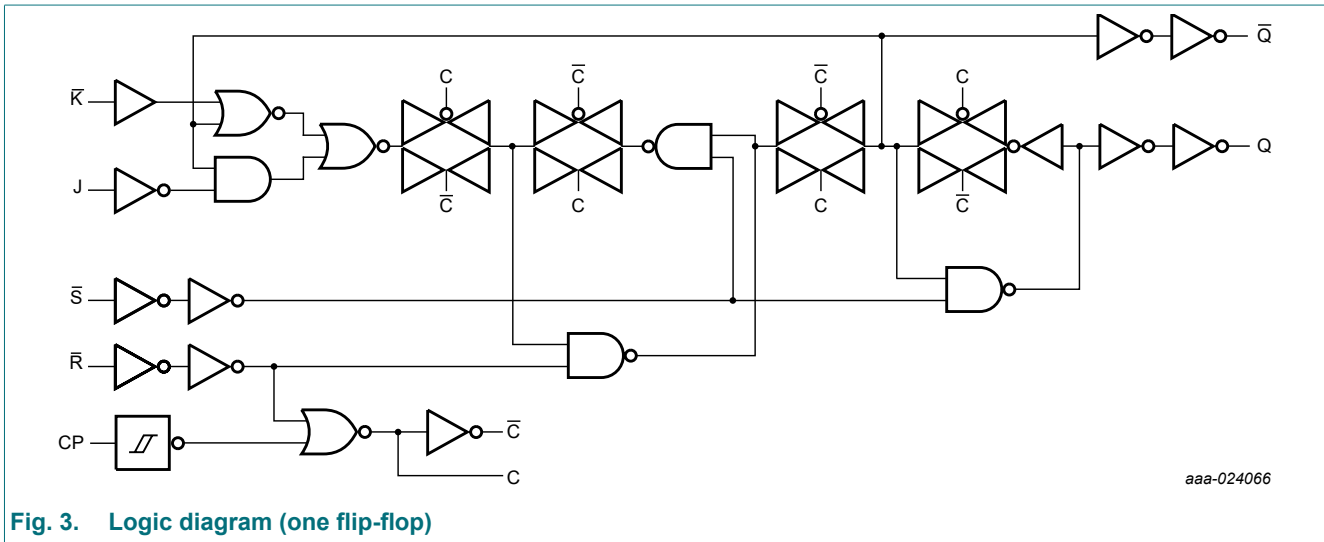 Q̅
C C̅ C̅ C
K̅
Q
J
C̅ C C C̅
S̅
R̅
C̅
CP
C
aaa-024066
Fig. 3. Logic diagram (one flip-flop)